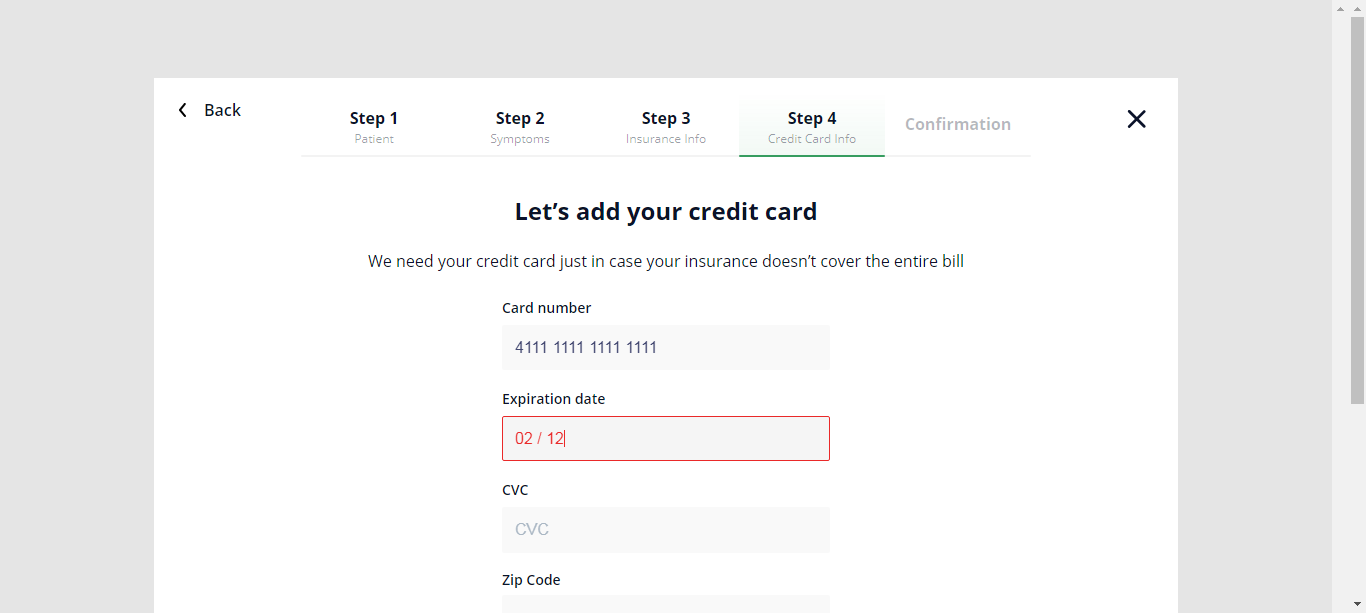 Back
Step 1
Patient
Step 2
Symptoms
Step 3
Insurance Info
Step 4
Credit Card Info
Confirmation
Let’s add your credit card
We need your credit card just in case your insurance doesn’t cover the entire bill
Card number
4111 1111 1111 1111
Expiration date
02 / 12
CVC
CVC
Zip Code